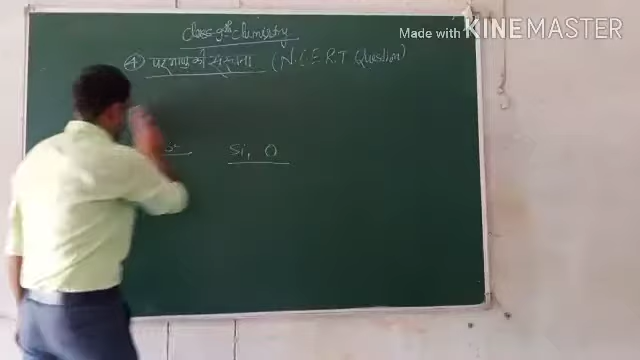 Made with KINEMASTER
Class 9th Chemistry
④ परमाणु की संरचना (N.C.E.R.T Question)
Si, O